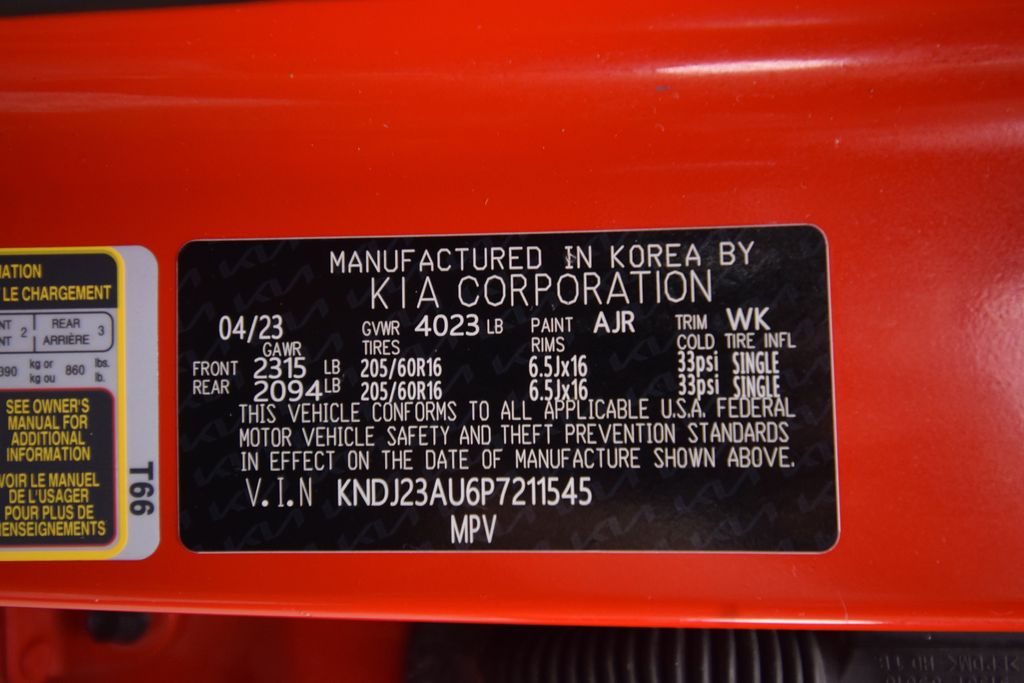 MANUFACTURED IN KOREA BY
KIA CORPORATION
04/23 GVWR 4023 LB PAINT AJR TRIM WK
GAWR TIRES RIMS COLD TIRE INFL
FRONT 2315 LB 205/60R16 6.5Jx16 33psi SINGLE
REAR 2094 LB 205/60R16 6.5Jx16 33psi SINGLE
THIS VEHICLE CONFORMS TO ALL APPLICABLE U.S.A. FEDERAL
MOTOR VEHICLE SAFETY AND THEFT PREVENTION STANDARDS
IN EFFECT ON THE DATE OF MANUFACTURE SHOWN ABOVE.
V.I.N KNDJ23AU6P7211545
MPV
LE CHARGEMENT
2 REAR 3
ARRIÈRE
kg or 860 lbs.
kg ou lb.
SEE OWNER'S
MANUAL FOR
ADDITIONAL
INFORMATION
VOIR LE MANUEL
DE L'USAGER
POUR PLUS DE
RENSEIGNEMENTS
T66